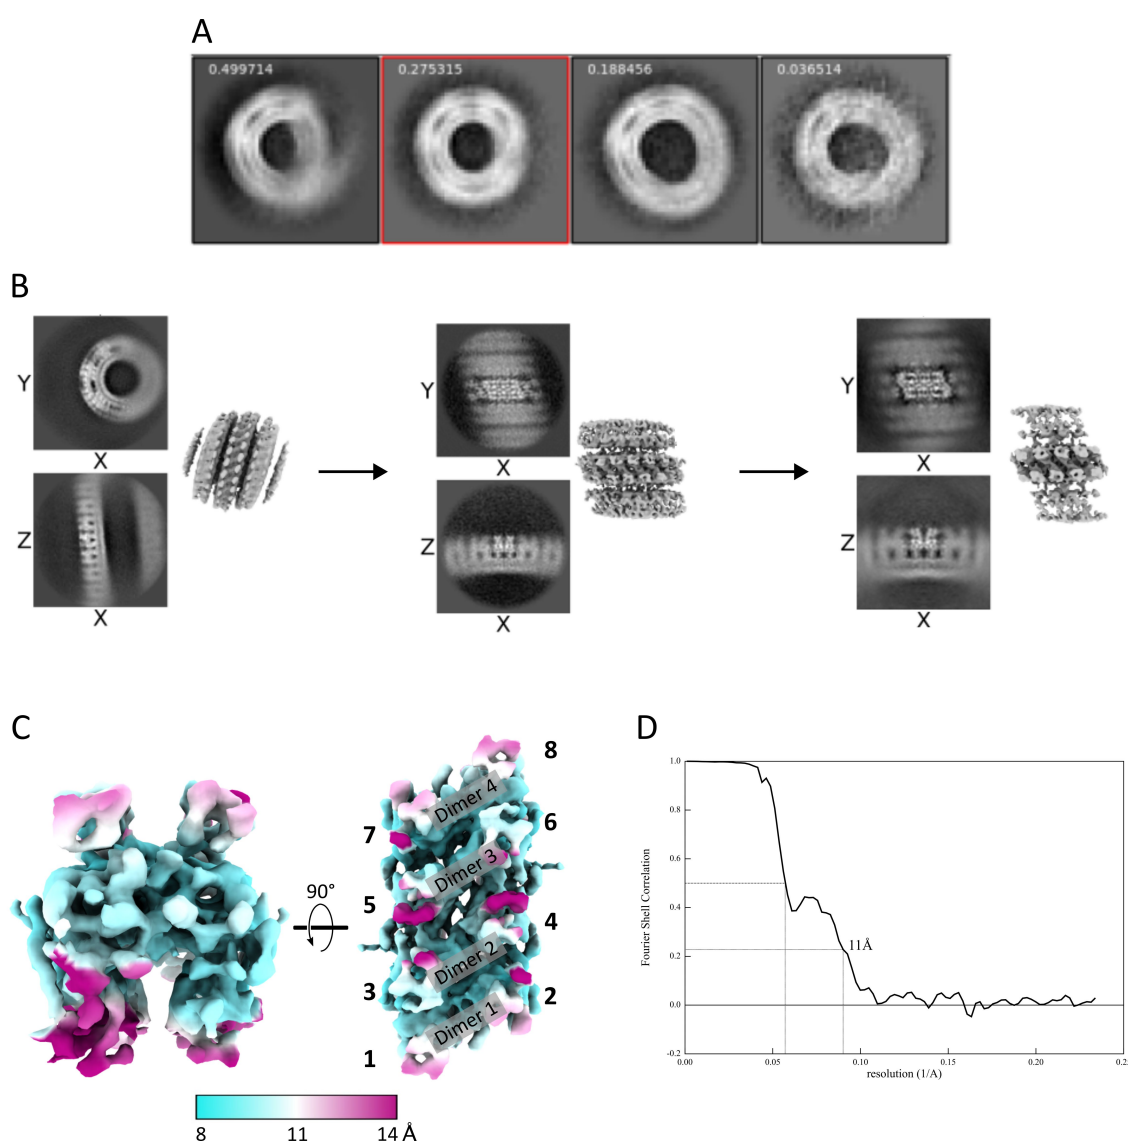 A
0.499714 0.275315 0.188456 0.036514
B
Y
X
Z
X
Y
X
Z
X
Y
X
Z
X
C
90°
8
7
6
5
4
3
2
1
Dimer 4
Dimer 3
Dimer 2
Dimer 1
8 11 14 Å
D
1.0
0.8
0.6
0.4
0.2
0.0
-0.2
Fourier Shell Correlation
11Å
0.00 0.05 0.10 0.15 0.20 0.2
resolution (1/A)